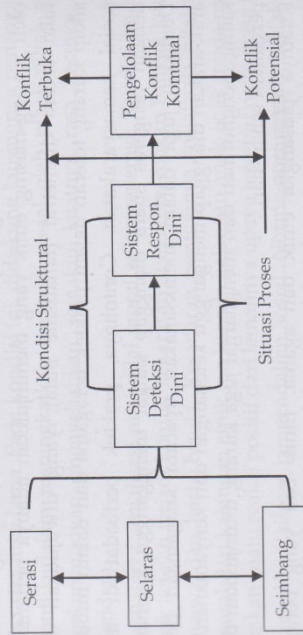 Serasi
Selaras
Seimbang
Kondisi Struktural
Sistem
Deteksi
Dini
Sistem
Respon
Dini
Situasi Proses
Konflik
Terbuka
Pengelolaan
Konflik
Komunal
Konflik
Potensial